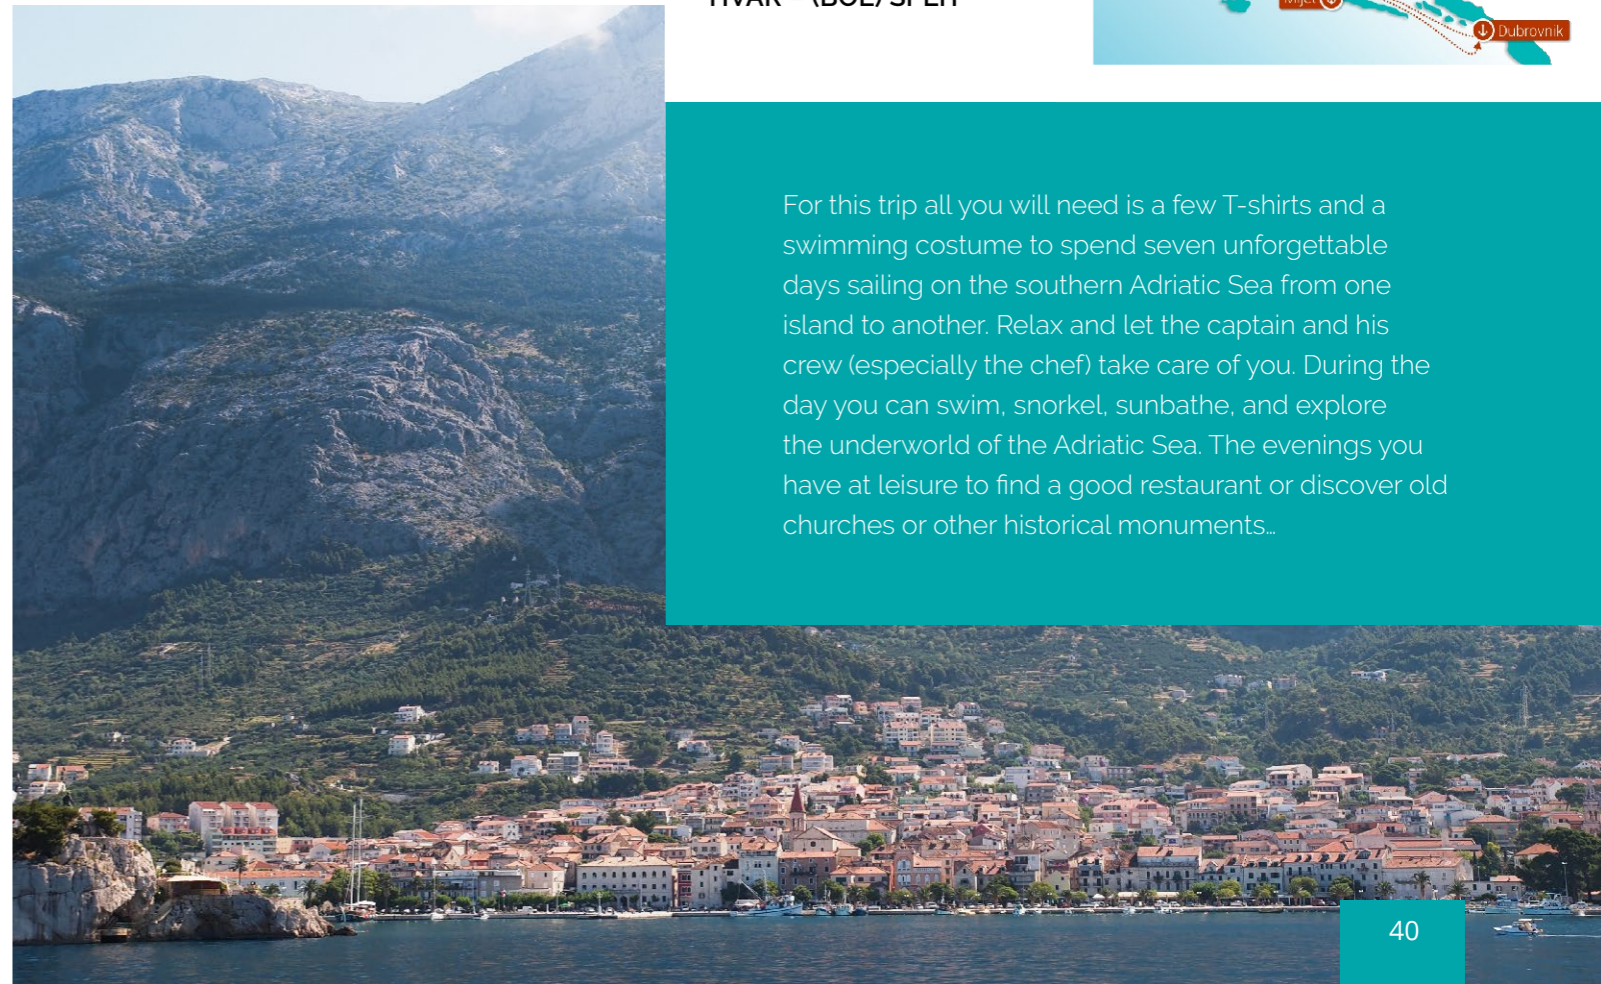 HVAR – (BOL) SPLIT
Mljet
Dubrovnik
For this trip all you will need is a few T-shirts and a
swimming costume to spend seven unforgettable
days sailing on the southern Adriatic Sea from one
island to another. Relax and let the captain and his
crew (especially the chef) take care of you. During the
day you can swim, snorkel, sunbathe, and explore
the underworld of the Adriatic Sea. The evenings you
have at leisure to find a good restaurant or discover old
churches or other historical monuments…
40